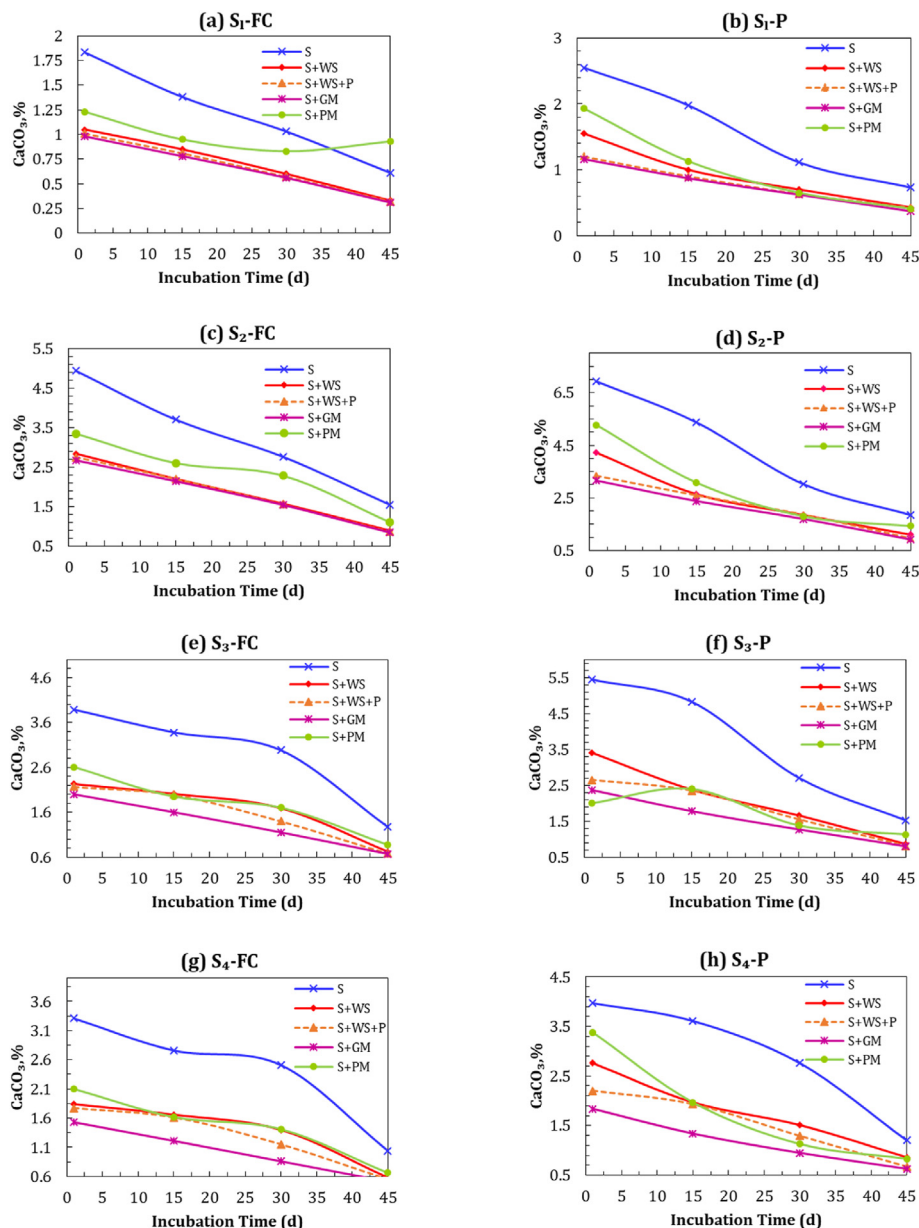 (a) S₁-FC
2
1.75
1.5
1.25
1
0.75
0.5
0.25
0
CaCO₃,%
S
S+WS
S+WS+P
S+GM
S+PM
0 5 10 15 20 25 30 35 40 45
Incubation Time (d)
(b) S₁-P
3
2
1
0
CaCO₃,%
S
S+WS
S+WS+P
S+GM
S+PM
0 5 10 15 20 25 30 35 40 45
Incubation Time (d)
(c) S₂-FC
5.5
4.5
3.5
2.5
1.5
0.5
CaCO₃,%
S
S+WS
S+WS+P
S+GM
S+PM
0 5 10 15 20 25 30 35 40 45
Incubation Time (d)
(d) S₂-P
6.5
4.5
2.5
0.5
CaCO₃,%
S
S+WS
S+WS+P
S+GM
S+PM
0 5 10 15 20 25 30 35 40 45
Incubation Time (d)
(e) S₃-FC
4.6
3.6
2.6
1.6
0.6
CaCO₃,%
S
S+WS
S+WS+P
S+GM
S+PM
0 5 10 15 20 25 30 35 40 45
Incubation Time (d)
(f) S₃-P
5.5
4.5
3.5
2.5
1.5
0.5
CaCO₃,%
S
S+WS
S+WS+P
S+GM
S+PM
0 5 10 15 20 25 30 35 40 45
Incubation Time (d)
(g) S₄-FC
3.6
3.1
2.6
2.1
1.6
1.1
0.6
CaCO₃,%
S
S+WS
S+WS+P
S+GM
S+PM
0 5 10 15 20 25 30 35 40 45
Incubation Time (d)
(h) S₄-P
4.5
3.5
2.5
1.5
0.5
CaCO₃,%
S
S+WS
S+WS+P
S+GM
S+PM
0 5 10 15 20 25 30 35 40 45
Incubation Time (d)